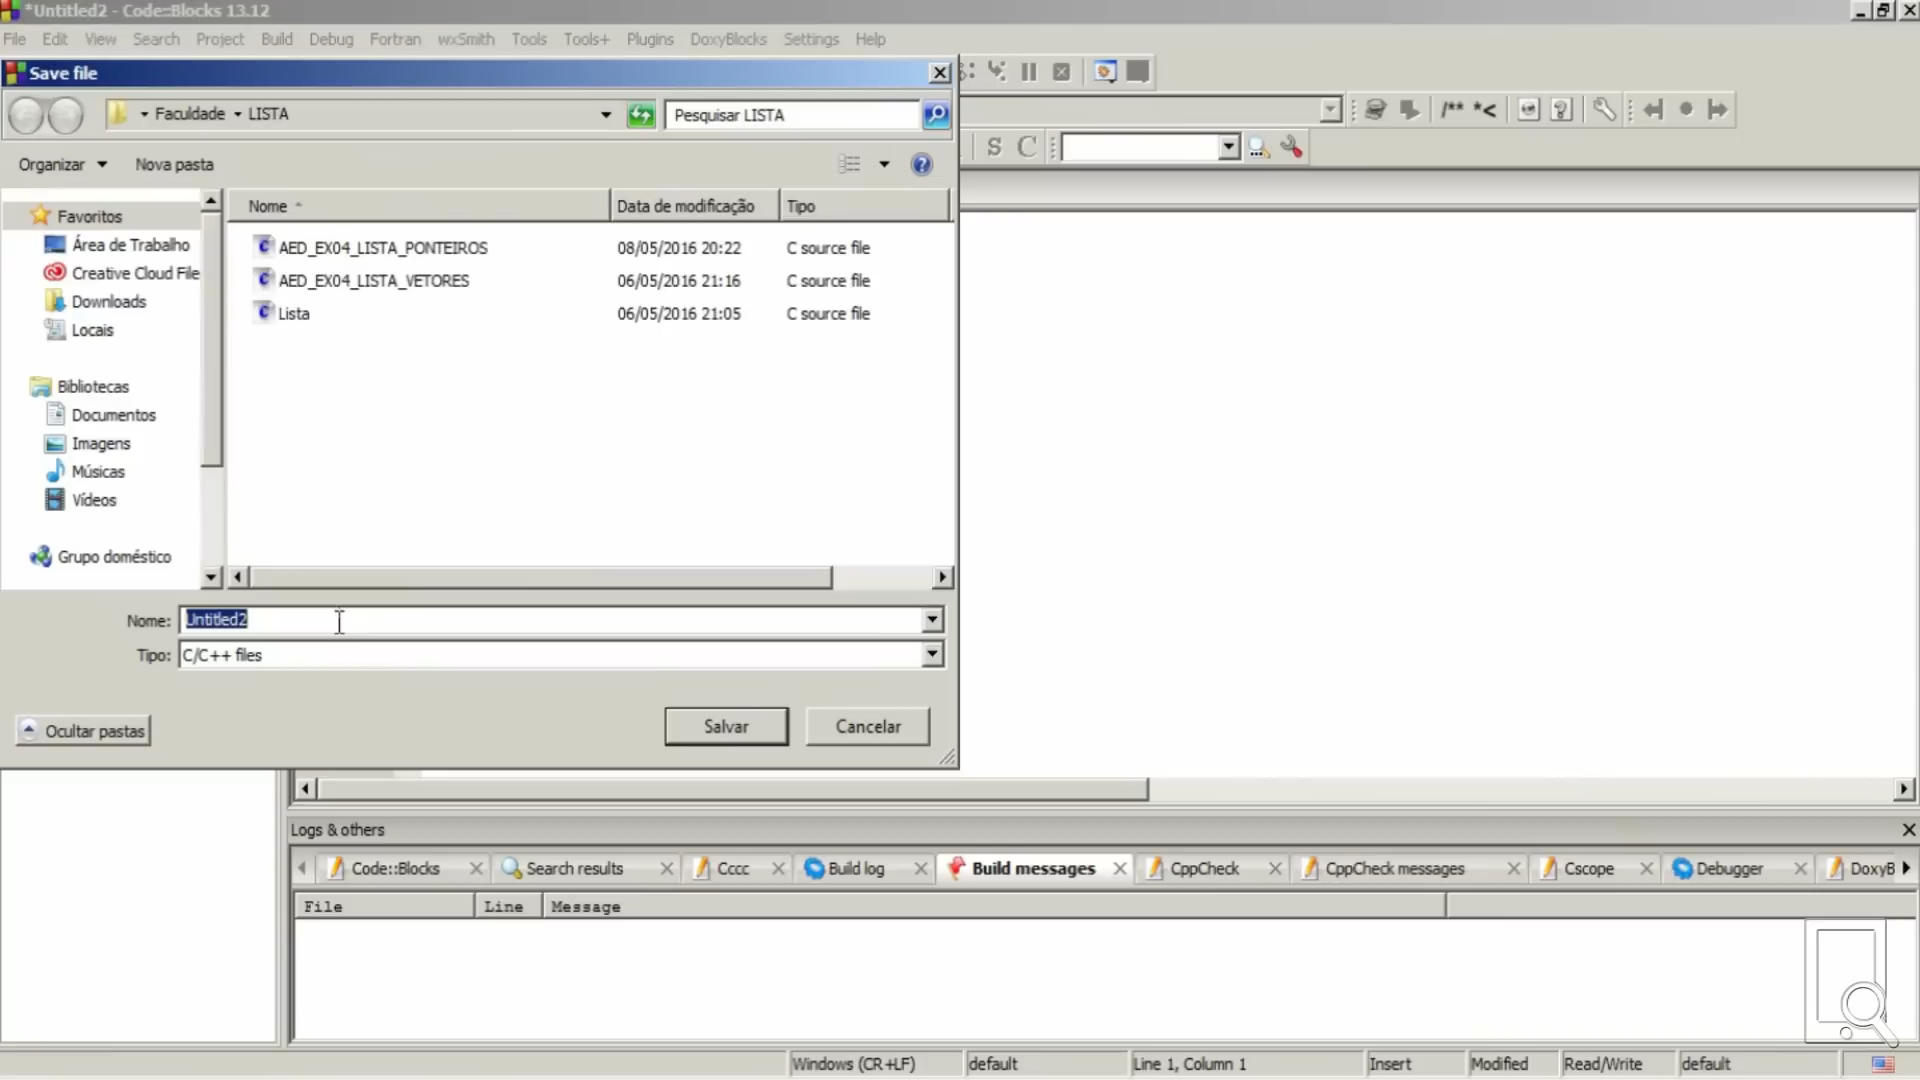 *Untitled2 - Code::Blocks 13.12
File Edit View Search Project Build Debug Fortran wxSmith Tools Tools+ Plugins DoxyBlocks Settings Help
Save file
Faculdade LISTA
Pesquisar LISTA
/** *<
Organizar Nova pasta
S C
Nome Data de modificação Tipo
Favoritos
Área de Trabalho
Creative Cloud File
Downloads
Locais
Bibliotecas
Documentos
Imagens
Músicas
Vídeos
Grupo doméstico
AED_EX04_LISTA_PONTEIROS 08/05/2016 20:22 C source file
AED_EX04_LISTA_VETORES 06/05/2016 21:16 C source file
Lista 06/05/2016 21:05 C source file
Nome: Untitled2
Tipo: C/C++ files
Ocultar pastas Salvar Cancelar
Logs & others
Code::Blocks Search results Cccc Build log Build messages CppCheck CppCheck messages Cscope Debugger DoxyB
File Line Message
Windows (CR+LF) default Line 1, Column 1 Insert Modified Read/Write default